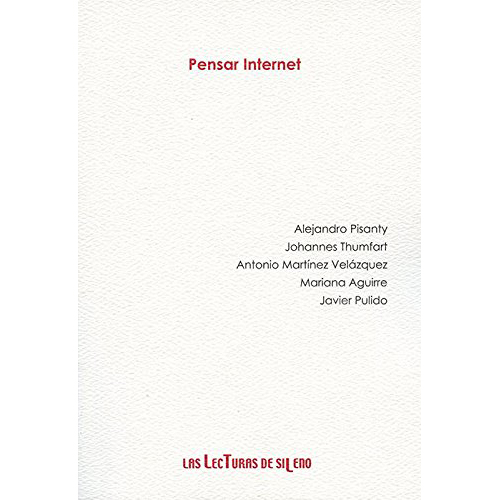 Pensar Internet
Alejandro Pisanty
Johannes Thumfart
Antonio Martínez Velázquez
Mariana Aguirre
Javier Pulido
LAS LECTURAS DE SILENO